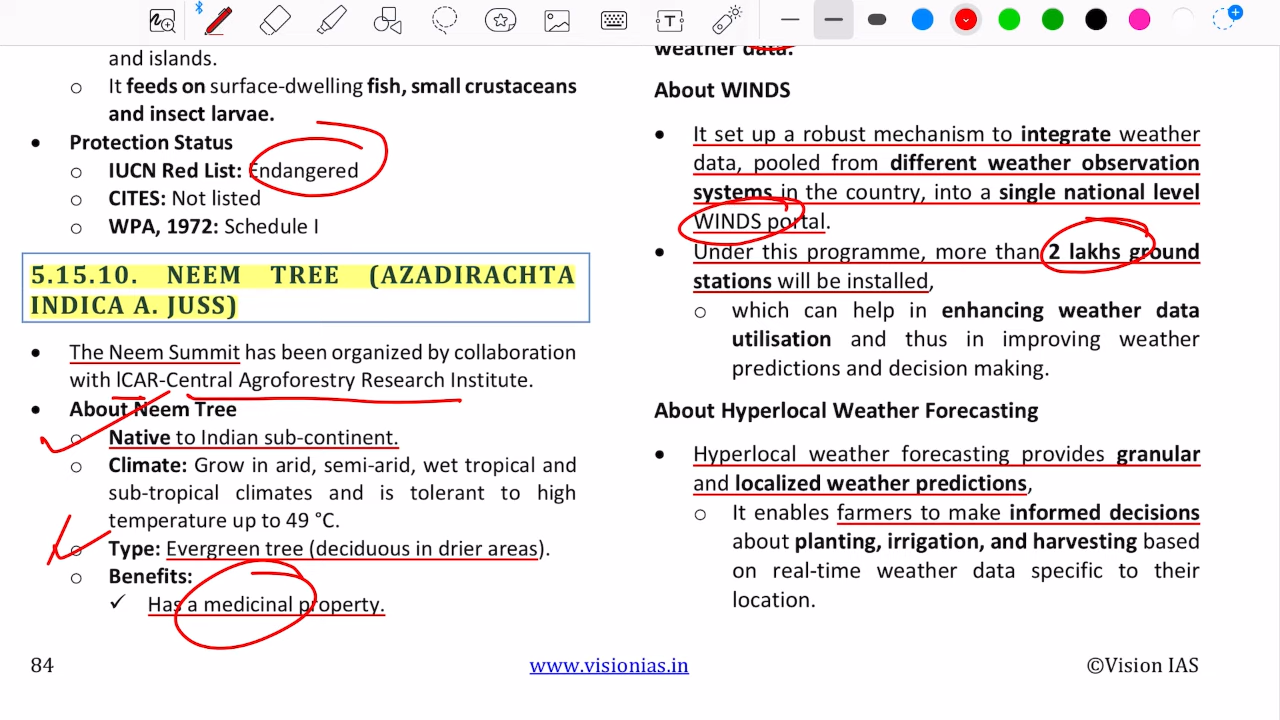 and islands.
o It feeds on surface-dwelling fish, small crustaceans
and insect larvae.
• Protection Status
o IUCN Red List: Endangered
o CITES: Not listed
o WPA, 1972: Schedule I
5.15.10. NEEM TREE (AZADIRACHTA
INDICA A. JUSS)
• The Neem Summit has been organized by collaboration
with ICAR-Central Agroforestry Research Institute.
• About Neem Tree
o Native to Indian sub-continent.
o Climate: Grow in arid, semi-arid, wet tropical and
sub-tropical climates and is tolerant to high
temperature up to 49 °C.
o Type: Evergreen tree (deciduous in drier areas).
o Benefits:
✓ Has a medicinal property.
weather data.
About WINDS
• It set up a robust mechanism to integrate weather
data, pooled from different weather observation
systems in the country, into a single national level
WINDS portal.
• Under this programme, more than 2 lakhs ground
stations will be installed,
o which can help in enhancing weather data
utilisation and thus in improving weather
predictions and decision making.
About Hyperlocal Weather Forecasting
• Hyperlocal weather forecasting provides granular
and localized weather predictions,
o It enables farmers to make informed decisions
about planting, irrigation, and harvesting based
on real-time weather data specific to their
location.
84
www.visionias.in
©Vision IAS